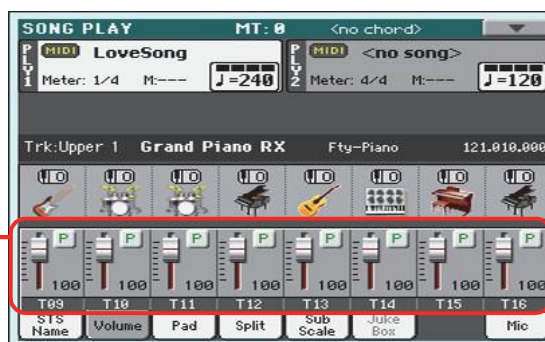 SONG PLAY MT: 0 <no chord>
PLY1 MIDI LoveSong
Meter: 1/4 M:--- ♩=240
PLY2 MIDI <no song>
Meter: 4/4 M:--- ♩=120
Trk:Upper 1 Grand Piano RX Fty-Piano 121.010.000
P P P P P P P P
100 100 100 100 100 100 100 100
T09 T10 T11 T12 T13 T14 T15 T16
STS Name Volume Pad Split Sub Scale Juke Box Mic